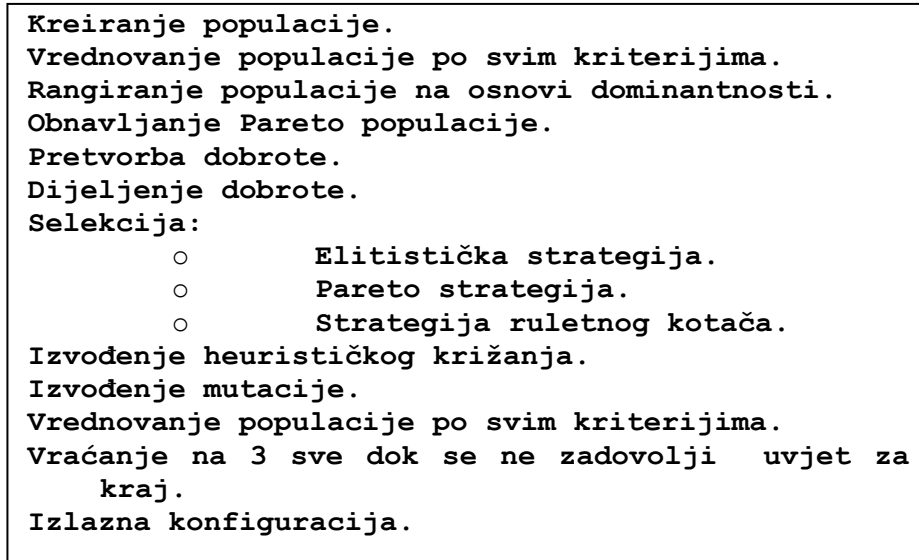 Kreiranje populacije.
Vrednovanje populacije po svim kriterijima.
Rangiranje populacije na osnovi dominantnosti.
Obnavljanje Pareto populacije.
Pretvorba dobrote.
Dijeljenje dobrote.
Selekcija:
o Elitistička strategija.
o Pareto strategija.
o Strategija ruletnog kotača.
Izvođenje heurističkog križanja.
Izvođenje mutacije.
Vrednovanje populacije po svim kriterijima.
Vraćanje na 3 sve dok se ne zadovolji uvjet za
kraj.
Izlazna konfiguracija.